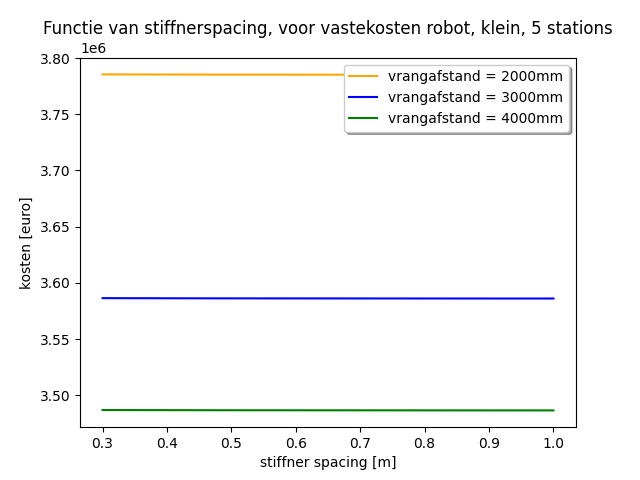 Functie van stiffnerspacing, voor vastekosten robot, klein, 5 stations
1e6
3.80
3.75
3.70
3.65
3.60
3.55
3.50
kosten [euro]
vrangafstand = 2000mm
vrangafstand = 3000mm
vrangafstand = 4000mm
0.3 0.4 0.5 0.6 0.7 0.8 0.9 1.0
stiffner spacing [m]